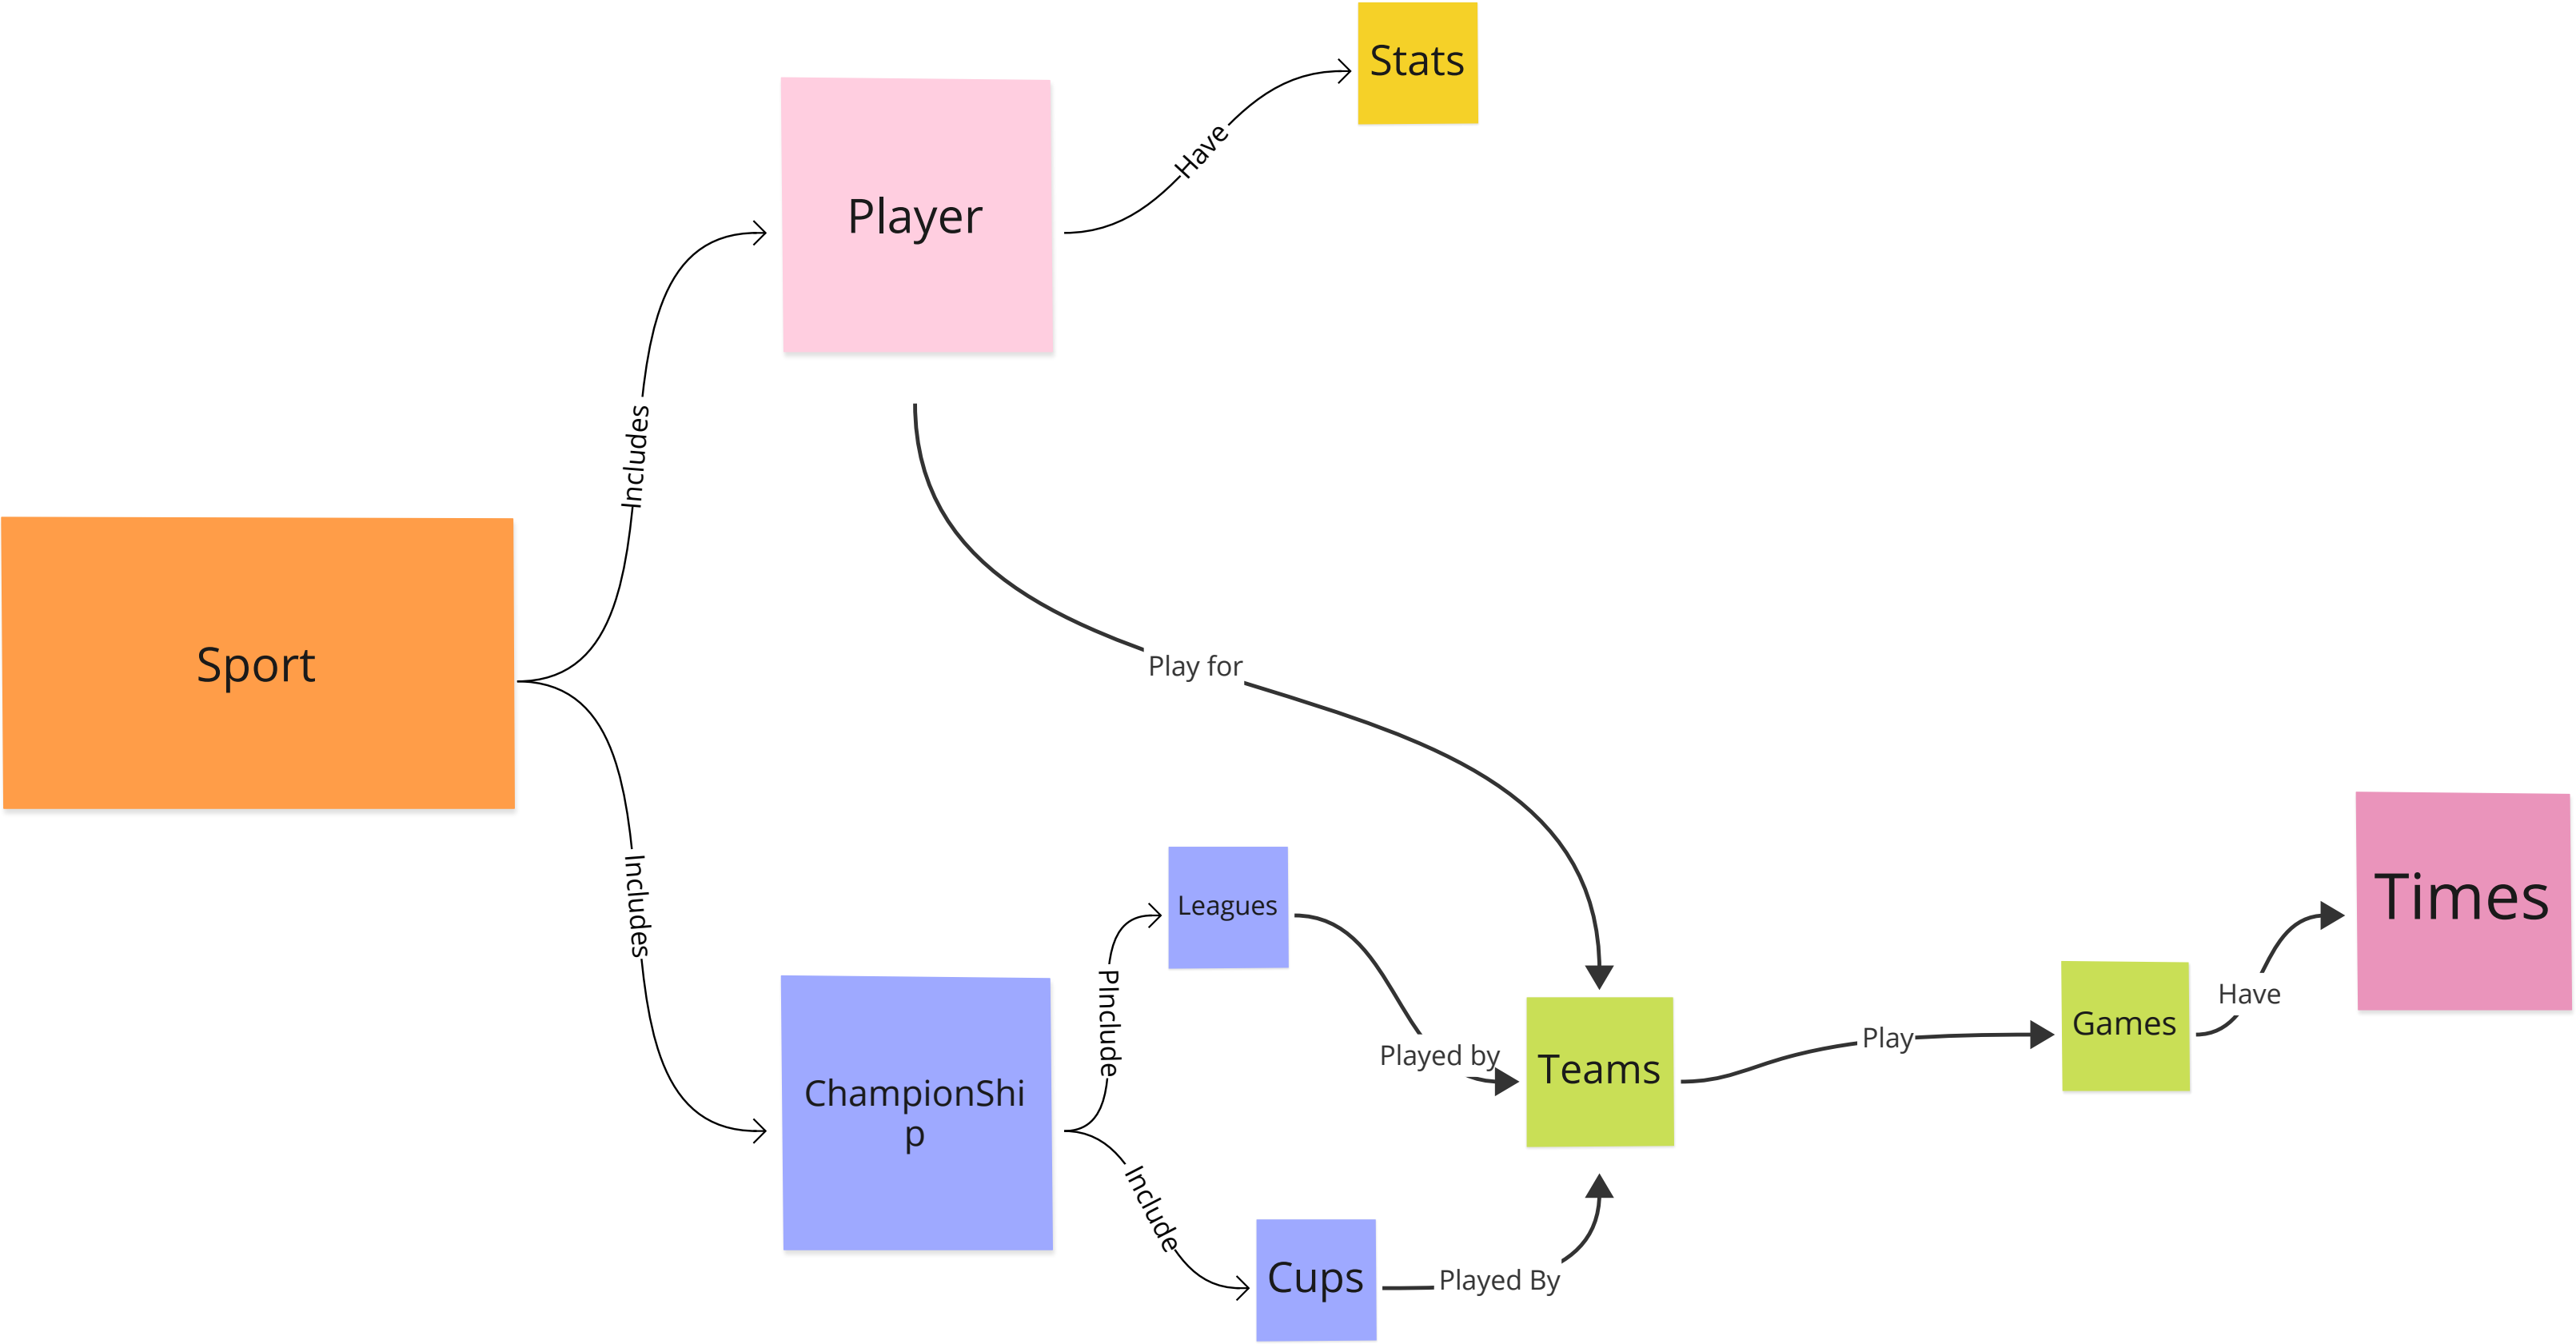 Stats
Have
Player
Includes
Sport
Play for
Includes
Leagues
PInclude
Played by
ChampionShi
p
Include
Cups
Played By
Teams
Play
Games
Have
Times